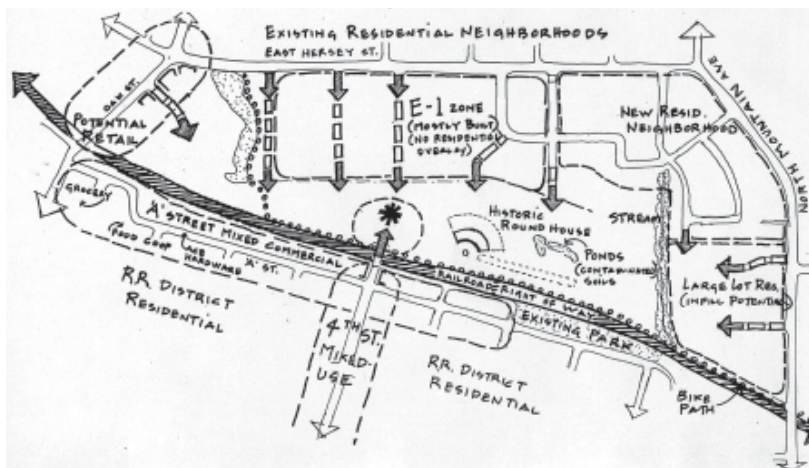 EXISTING RESIDENTIAL NEIGHBORHOODS
EAST HERSEY ST.
OAK ST.
POTENTIAL
RETAIL
E-1 ZONE
(MOSTLY BUILT)
(NO RESIDENTIAL
OVERLAY)
NEW RESID.
NEIGHBORHOOD
NORTH MOUNTAIN AVE
GROCERY
'A' STREET MIXED COMMERCIAL
FOOD COOP
ACE
HARDWARE
'A' ST.
HISTORIC
ROUND HOUSE
STREAM
PONDS
(CONTAMINATED
SOILS
LARGE LOT RES.
(INFILL POTENTIAL)
RAILROAD RIGHT OF WAY
EXISTING PARK
R.R. DISTRICT
RESIDENTIAL
4TH ST.
MIXED-
USE
R.R. DISTRICT
RESIDENTIAL
BIKE
PATH